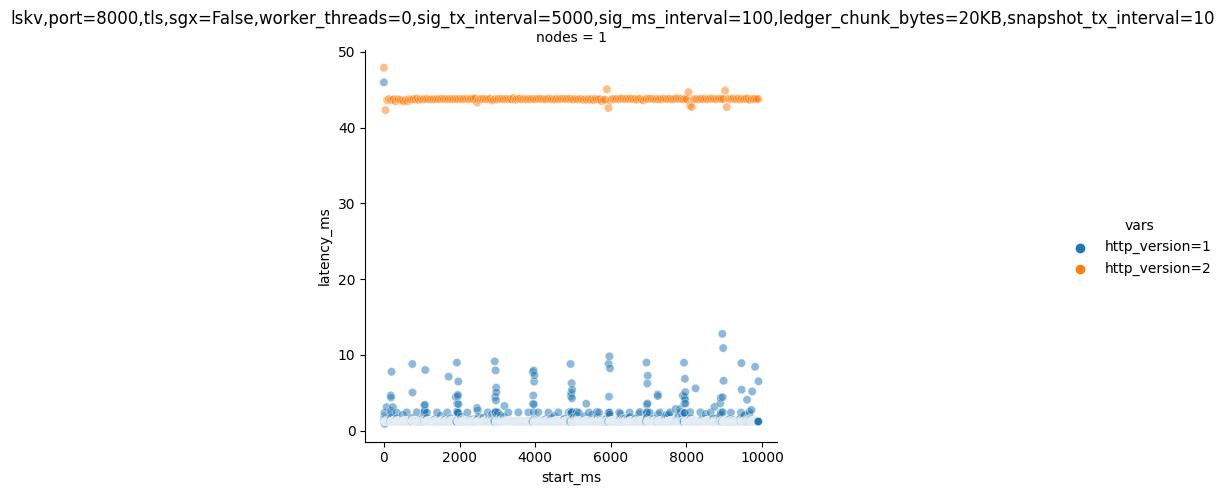 lskv,port=8000,tls,sgx=False,worker_threads=0,sig_tx_interval=5000,sig_ms_interval=100,ledger_chunk_bytes=20KB,snapshot_tx_interval=10
nodes = 1
50
40
30
20
10
0
latency_ms
0 2000 4000 6000 8000 10000
start_ms
vars
http_version=1
http_version=2